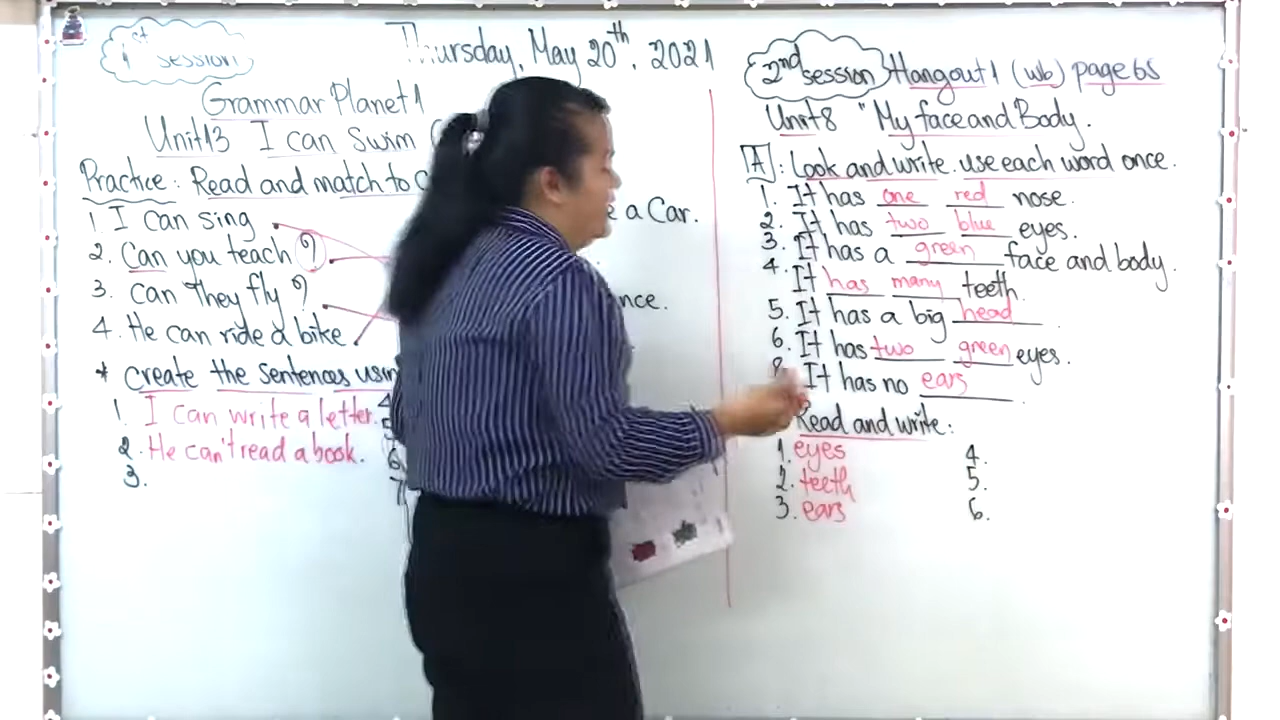 1st session
Thursday, May 20th, 2021
Grammar Planet 1
Unit 13 I can Swim
Practice: Read and match to
1. I can sing
2. Can you teach ?
3. can They fly ?
4. He can ride a bike
e a Car.
nce.
* Create the sentences usin
1. I can write a letter.
2. He can't read a book.
3.
4
5
6
7
2nd session Hangout 1 (wb) page 65
Unit 8 "My face and Body.
A : Look and write. use each word once.
1. It has one red nose.
2. It has two blue eyes.
3. It has a green face and body.
4. It has many teeth.
5. It has a big head.
6. It has two green eyes.
8. It has no ears.
Read and write:
1. eyes
2. teeth
3. ears
4.
5.
6.